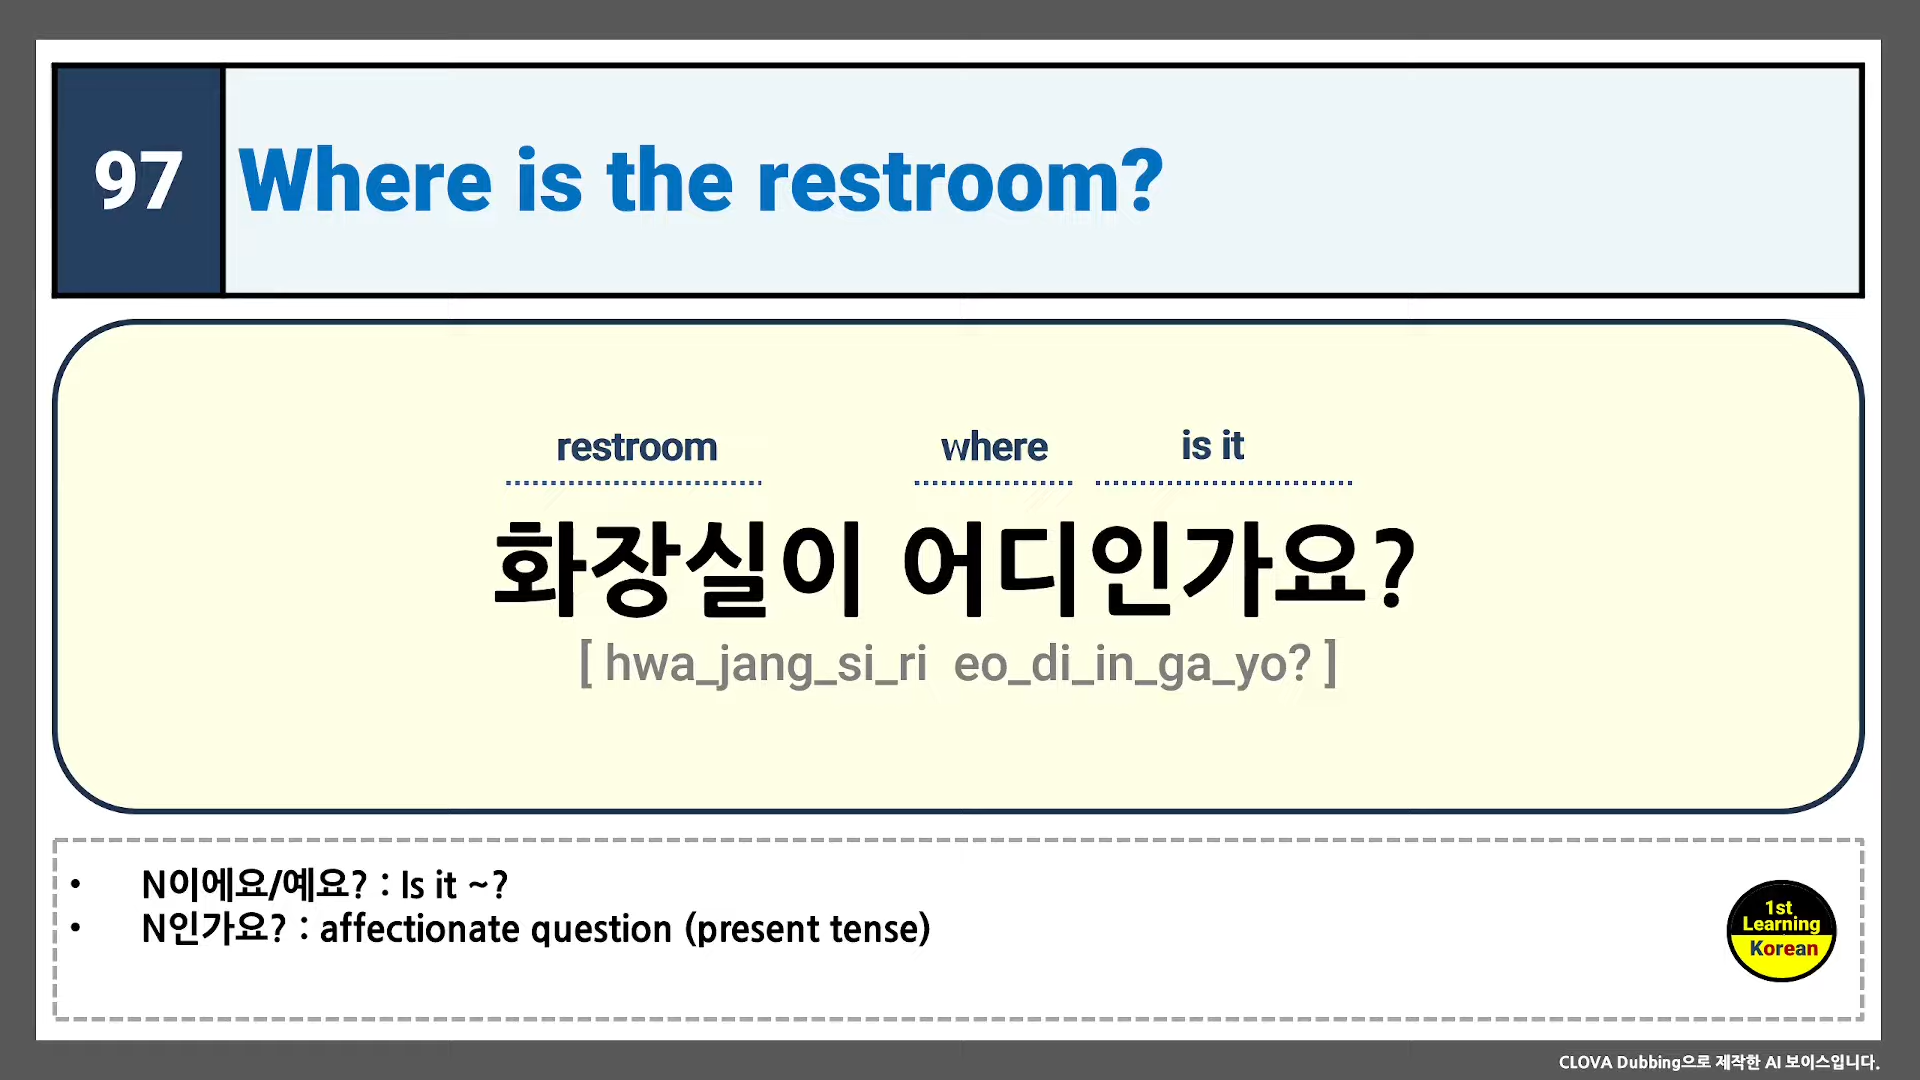 97
Where is the restroom?
restroom where is it
화장실이 어디인가요?
[ hwa_jang_si_ri eo_di_in_ga_yo? ]
• N이에요/예요? : Is it ~?
• N인가요? : affectionate question (present tense)
1st
Learning
Korean
CLOVA Dubbing으로 제작한 AI 보이스입니다.